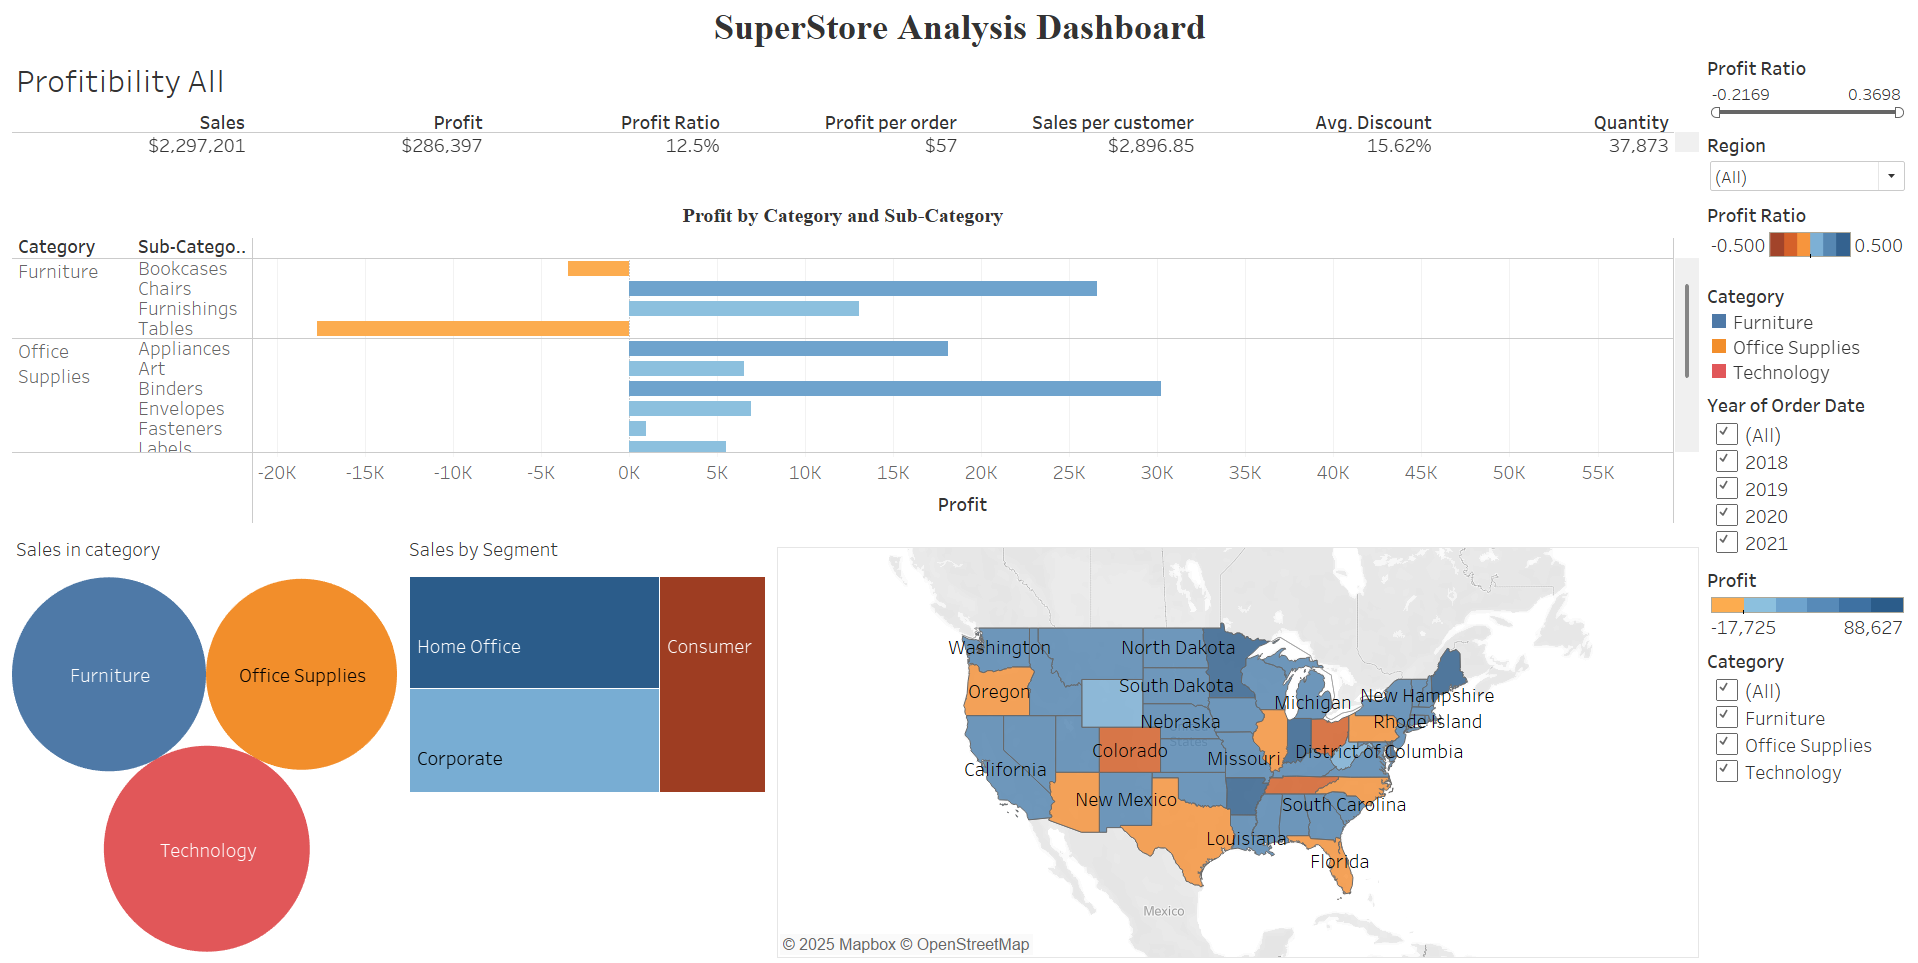 SuperStore Analysis Dashboard
Profitibility All
Sales Profit Profit Ratio Profit per order Sales per customer Avg. Discount Quantity
$2,297,201 $286,397 12.5% $57 $2,896.85 15.62% 37,873
Profit by Category and Sub-Category
Category Sub-Catego..
Furniture Bookcases
Chairs
Furnishings
Tables
Office Supplies Appliances
Art
Binders
Envelopes
Fasteners
Labels
-20K -15K -10K -5K 0K 5K 10K 15K 20K 25K 30K 35K 40K 45K 50K 55K
Profit
Sales in category
Furniture
Office Supplies
Technology
Sales by Segment
Home Office
Consumer
Corporate
Washington
North Dakota
Oregon
South Dakota
Michigan
New Hampshire
Nebraska
Rhode Island
States
Colorado
Missouri
District of Columbia
California
New Mexico
South Carolina
Louisiana
Florida
Mexico
© 2025 Mapbox © OpenStreetMap
Profit Ratio
-0.2169 0.3698
Region
(All)
Profit Ratio
-0.500 0.500
Category
Furniture
Office Supplies
Technology
Year of Order Date
(All)
2018
2019
2020
2021
Profit
-17,725 88,627
Category
(All)
Furniture
Office Supplies
Technology